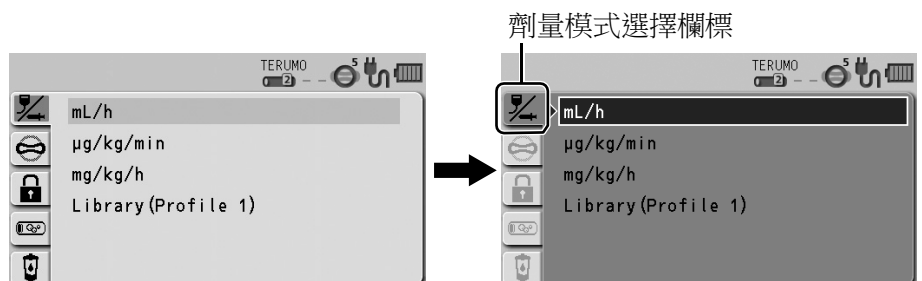 劑量模式選擇欄標
TERUMO
2 -- 5
mL/h
µg/kg/min
mg/kg/h
Library(Profile 1)
TERUMO
2 -- 5
mL/h
µg/kg/min
mg/kg/h
Library(Profile 1)